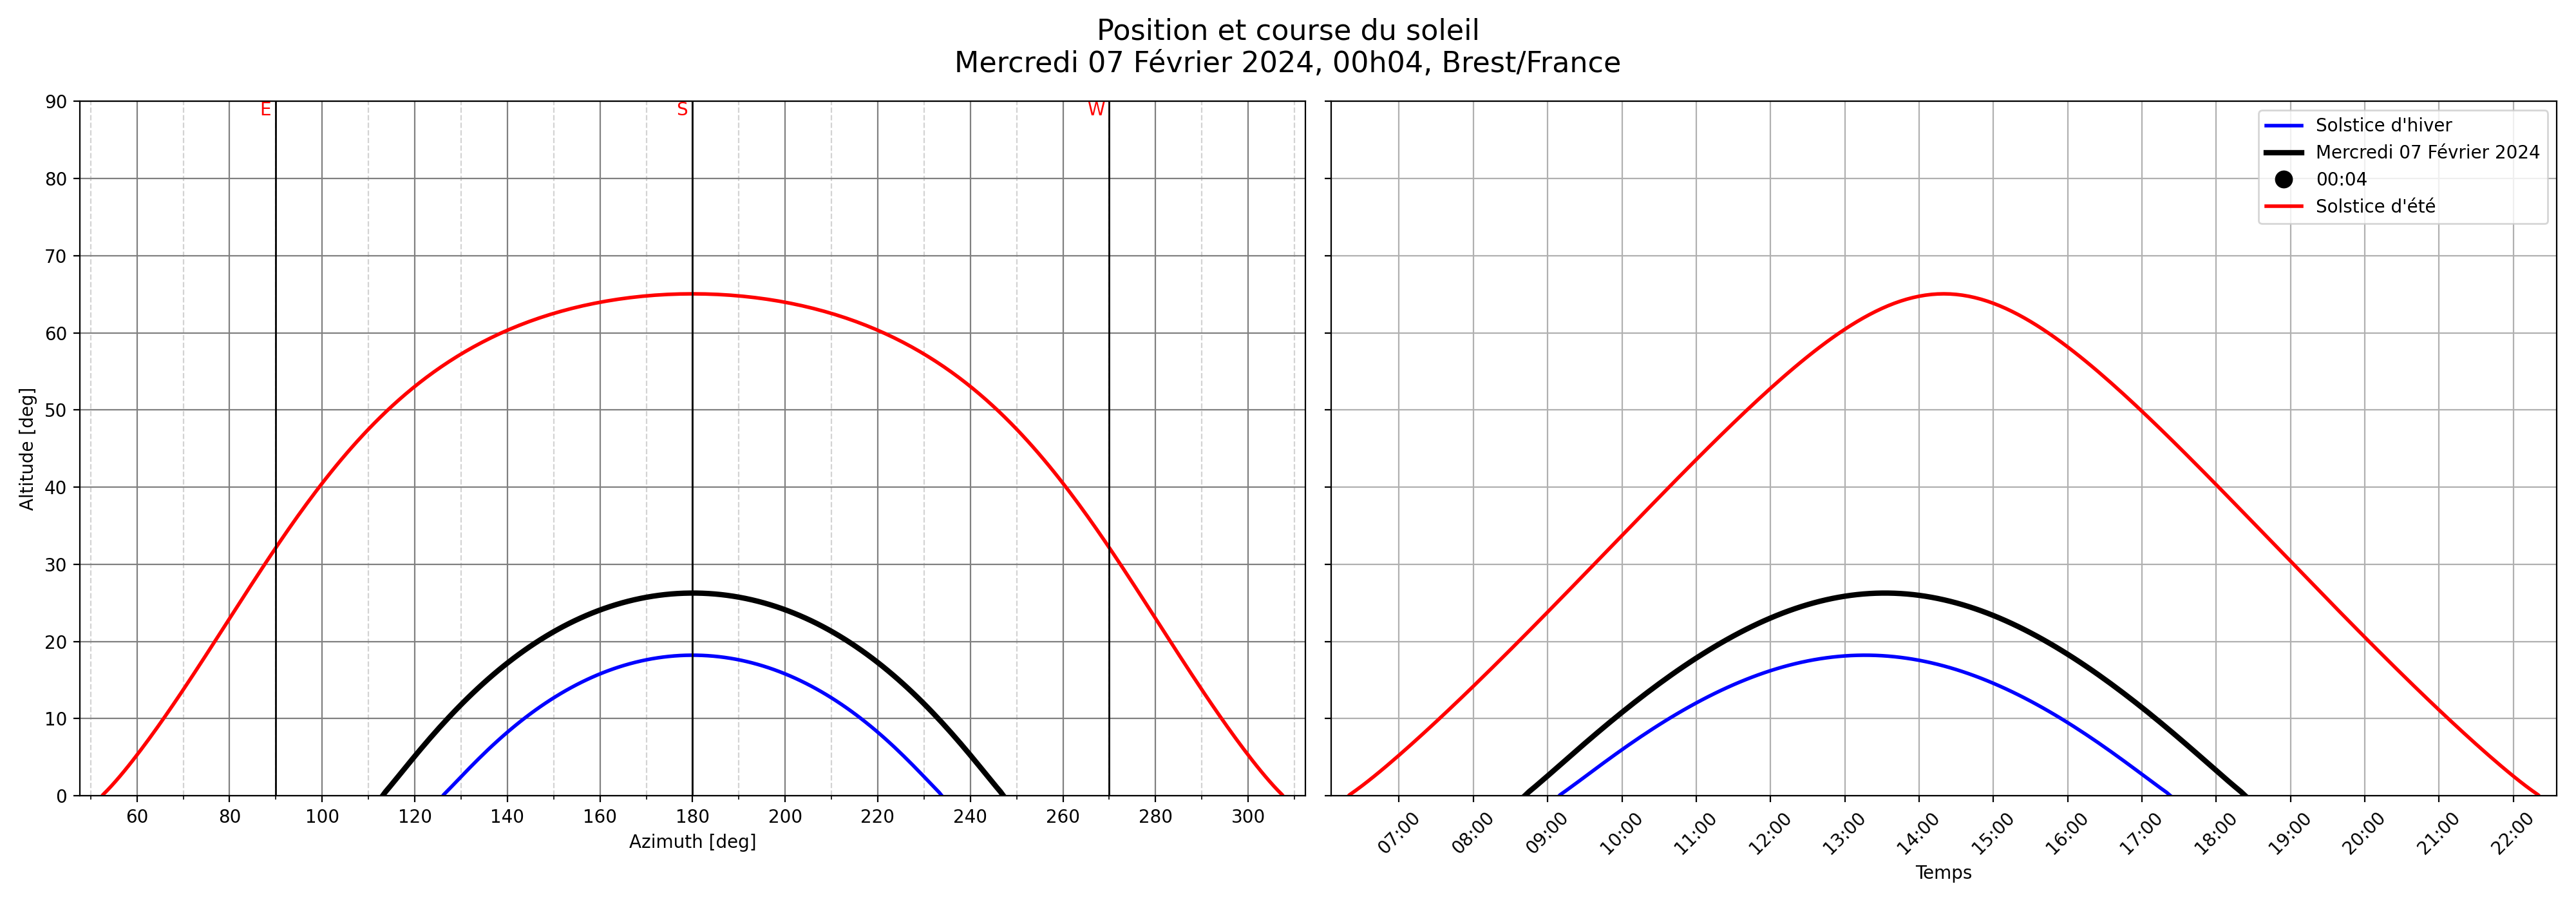 Position et course du soleil
Mercredi 07 Février 2024, 00h04, Brest/France
E
S
W
90
80
70
60
50
40
30
20
10
0
Altitude [deg]
60 80 100 120 140 160 180 200 220 240 260 280 300
Azimuth [deg]
Solstice d'hiver
Mercredi 07 Février 2024
00:04
Solstice d'été
07:00 08:00 09:00 10:00 11:00 12:00 13:00 14:00 15:00 16:00 17:00 18:00 19:00 20:00 21:00 22:00
Temps